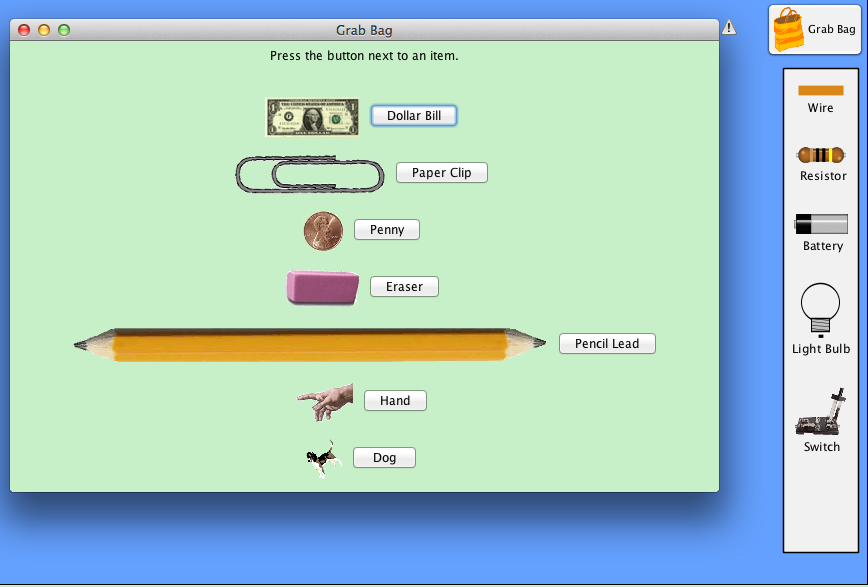 Grab Bag
Grab Bag
Press the button next to an item.
Dollar Bill
Paper Clip
Penny
Eraser
Pencil Lead
Hand
Dog
Wire
Resistor
Battery
Light Bulb
Switch